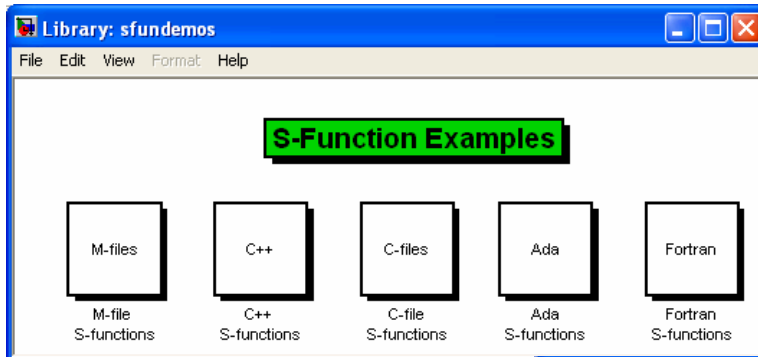 Library: sfundemos
File Edit View Format Help
S-Function Examples
M-files C++ C-files Ada Fortran
M-file C++ C-file Ada Fortran
S-functions S-functions S-functions S-functions S-functions